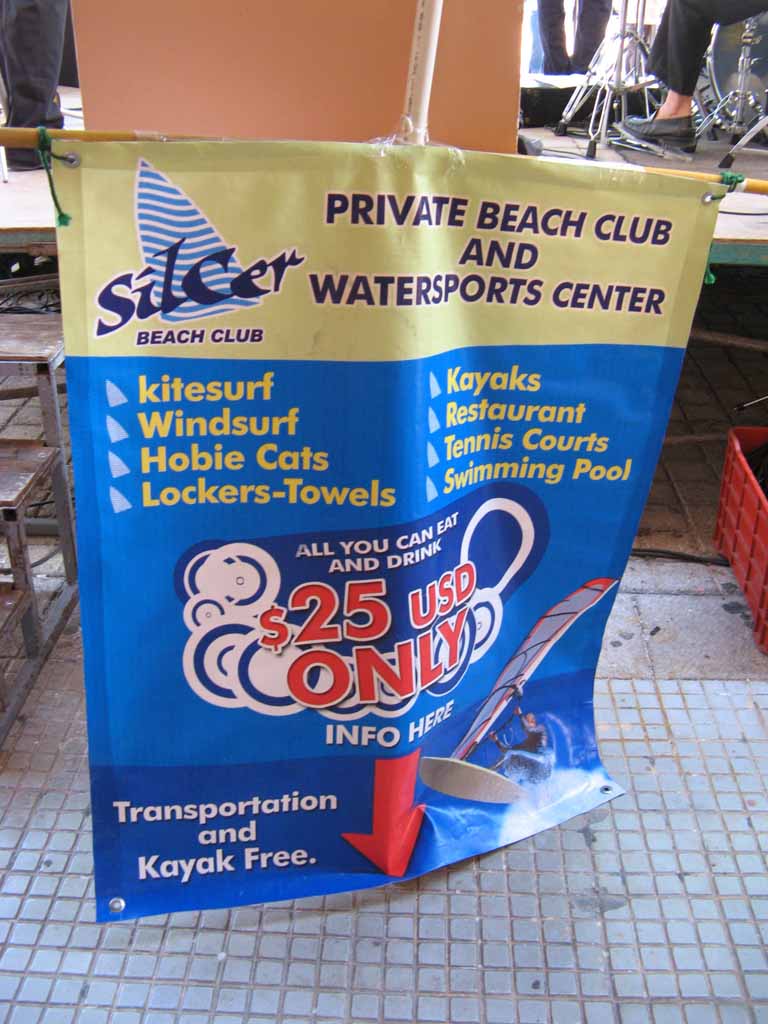 SilCer
BEACH CLUB
PRIVATE BEACH CLUB
AND
WATERSPORTS CENTER
kitesurf
Windsurf
Hobie Cats
Lockers-Towels
Kayaks
Restaurant
Tennis Courts
Swimming Pool
ALL YOU CAN EAT
AND DRINK
$25 USD
ONLY
INFO HERE
Transportation
and
Kayak Free.